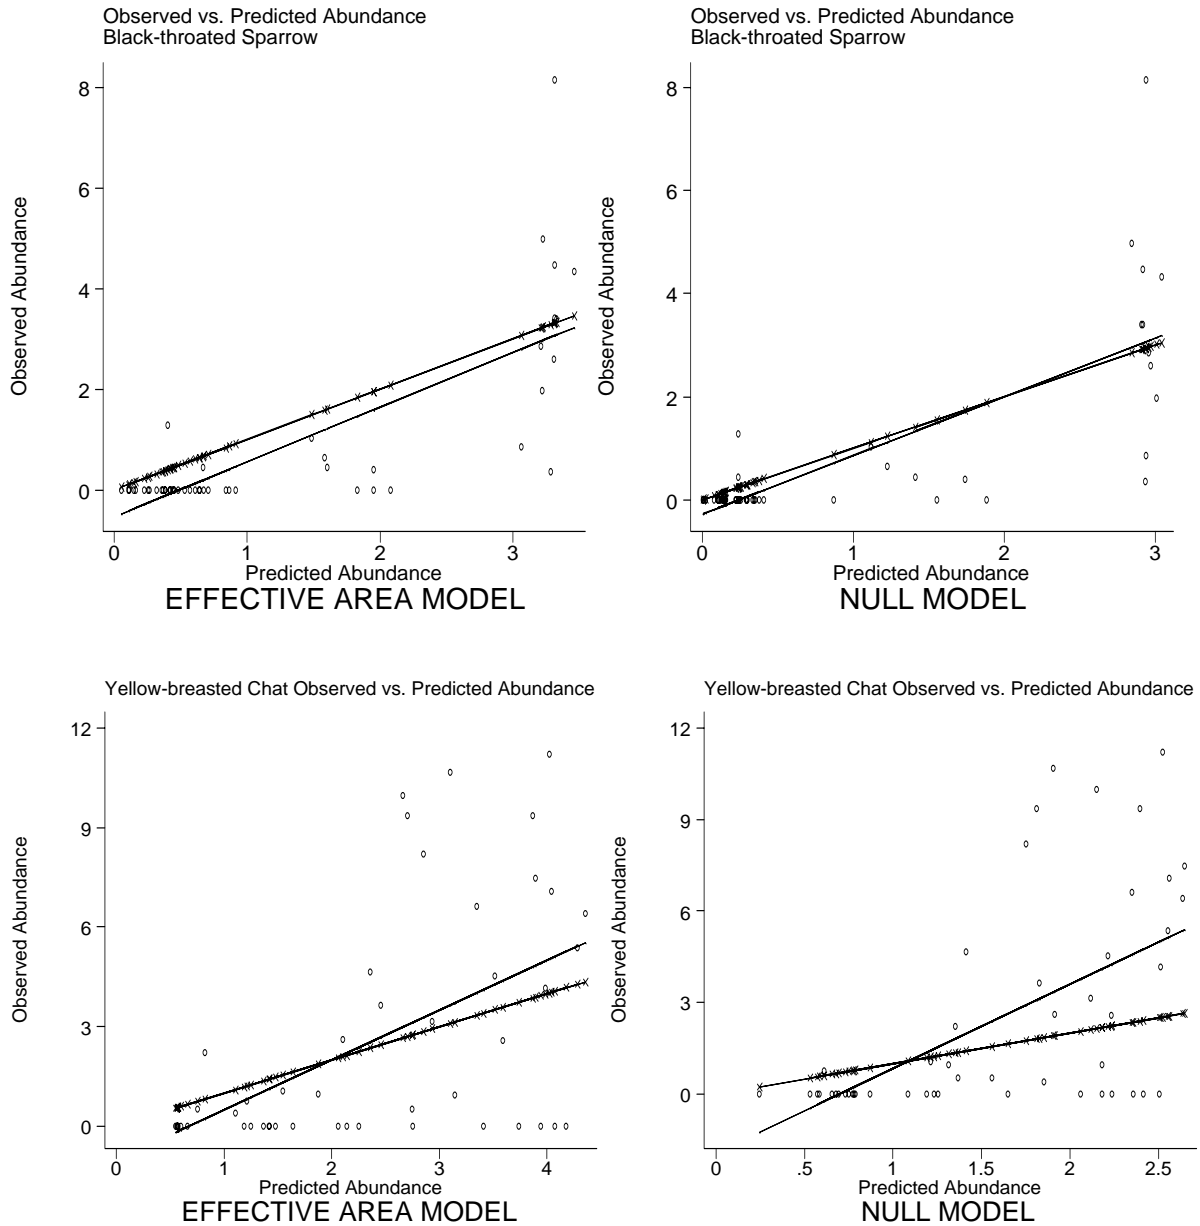 Observed vs. Predicted Abundance
Black-throated Sparrow
8
6
4
2
0
Observed Abundance
0 1 2 3
Predicted Abundance
EFFECTIVE AREA MODEL
Observed vs. Predicted Abundance
Black-throated Sparrow
8
6
4
2
0
Observed Abundance
0 1 2 3
Predicted Abundance
NULL MODEL
Yellow-breasted Chat Observed vs. Predicted Abundance
12
9
6
3
0
Observed Abundance
0 1 2 3 4
Predicted Abundance
EFFECTIVE AREA MODEL
Yellow-breasted Chat Observed vs. Predicted Abundance
12
9
6
3
0
Observed Abundance
0 .5 1 1.5 2 2.5
Predicted Abundance
NULL MODEL